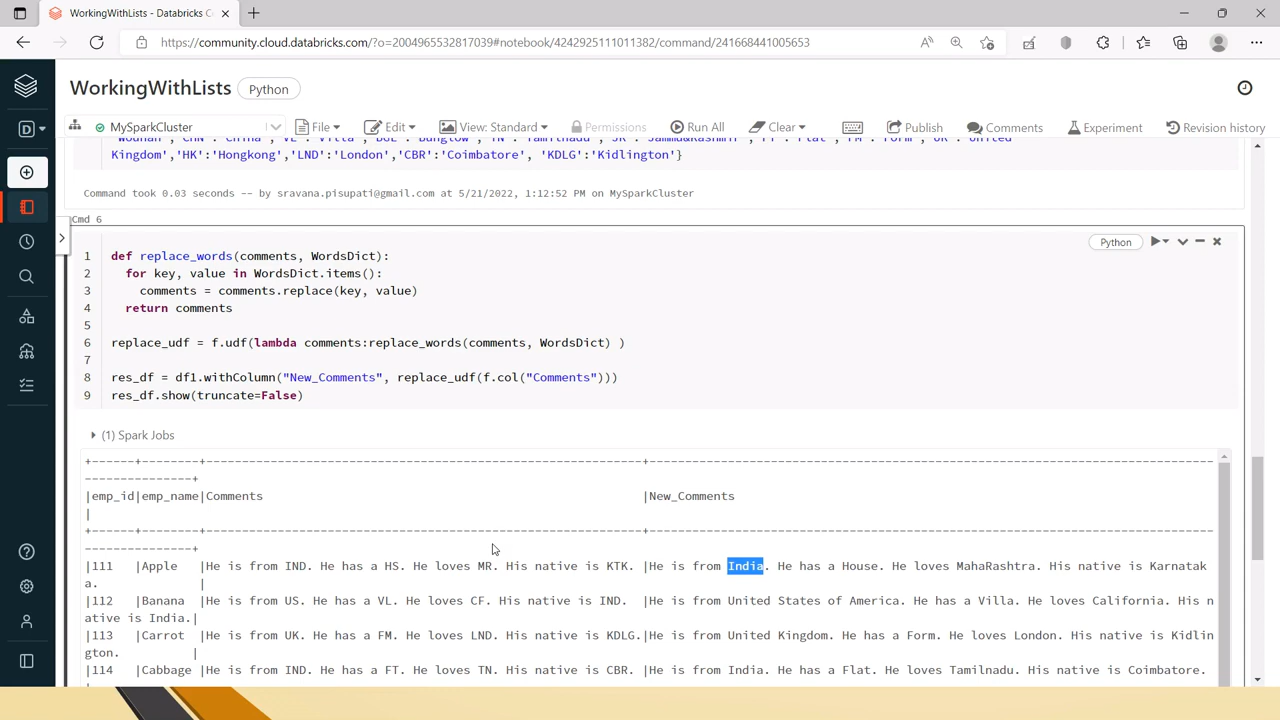 WorkingWithLists - Databricks C
https://community.cloud.databricks.com/?o=2004965532817039#notebook/4242925111011382/command/241668441005653
WorkingWithLists Python
D MySparkCluster File Edit View: Standard Permissions Run All Clear Publish Comments Experiment Revision history
Kingdom','HK':'Hongkong','LND':'London','CBR':'Coimbatore', 'KDLG':'Kidlington'}
Command took 0.03 seconds -- by sravana.pisupati@gmail.com at 5/21/2022, 1:12:52 PM on MySparkCluster
Cmd 6
Python
1 def replace_words(comments, WordsDict):
2 for key, value in WordsDict.items():
3 comments = comments.replace(key, value)
4 return comments
5
6 replace_udf = f.udf(lambda comments:replace_words(comments, WordsDict) )
7
8 res_df = df1.withColumn("New_Comments", replace_udf(f.col("Comments")))
9 res_df.show(truncate=False)
(1) Spark Jobs
|emp_id|emp_name|Comments |New_Comments
|
|111 |Apple |He is from IND. He has a HS. He loves MR. His native is KTK. |He is from India. He has a House. He loves MahaRashtra. His native is Karnatak
a. |
|112 |Banana |He is from US. He has a VL. He loves CF. His native is IND. |He is from United States of America. He has a Villa. He loves California. His n
ative is India.|
|113 |Carrot |He is from UK. He has a FM. He loves LND. His native is KDLG.|He is from United Kingdom. He has a Form. He loves London. His native is Kidlin
gton. |
|114 |Cabbage |He is from IND. He has a FT. He loves TN. His native is CBR. |He is from India. He has a Flat. He loves Tamilnadu. His native is Coimbatore.